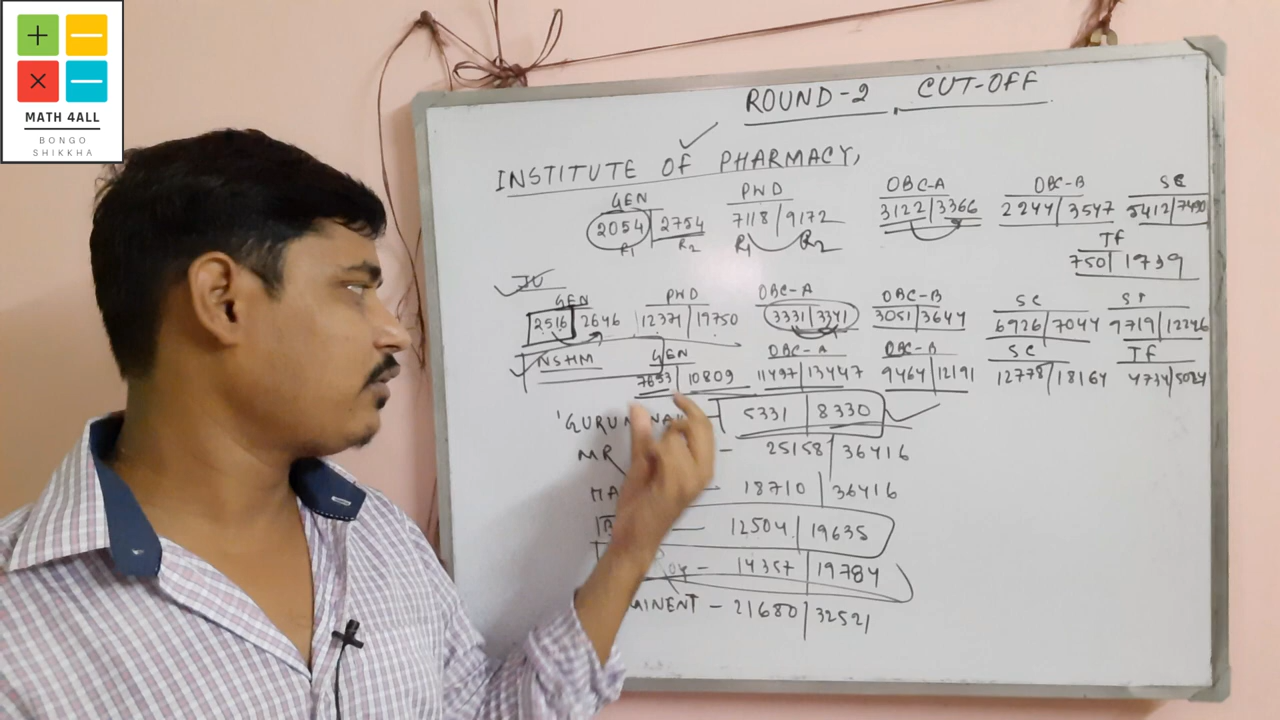 + —
× —
MATH 4ALL
BONGO
SHIKKHA
ROUND-2 CUT-OFF
INSTITUTE OF PHARMACY,
GEN PWD OBC-A OBC-B SC
2054 | 2754 7118 | 9172 3122 | 3366 2244 | 3547 5412 | 7490
R1 R2 R1 R2
TF
750 | 1739
JU
GEN PWD OBC-A OBC-B SC ST
2516 | 2646 12371 | 19750 3331 | 3341 3051 | 3644 6926 | 7044 9719 | 12246
NSHM GEN OBC-A OBC-B SC TF
7653 | 10809 11497 | 13447 9464 | 12191 12778 | 18164 4734 | 5024
5331 | 8330
MR - 25158 | 36416
- 18710 | 36416
- 12504 | 19635
- 14357 | 19784
- 21680 | 32521